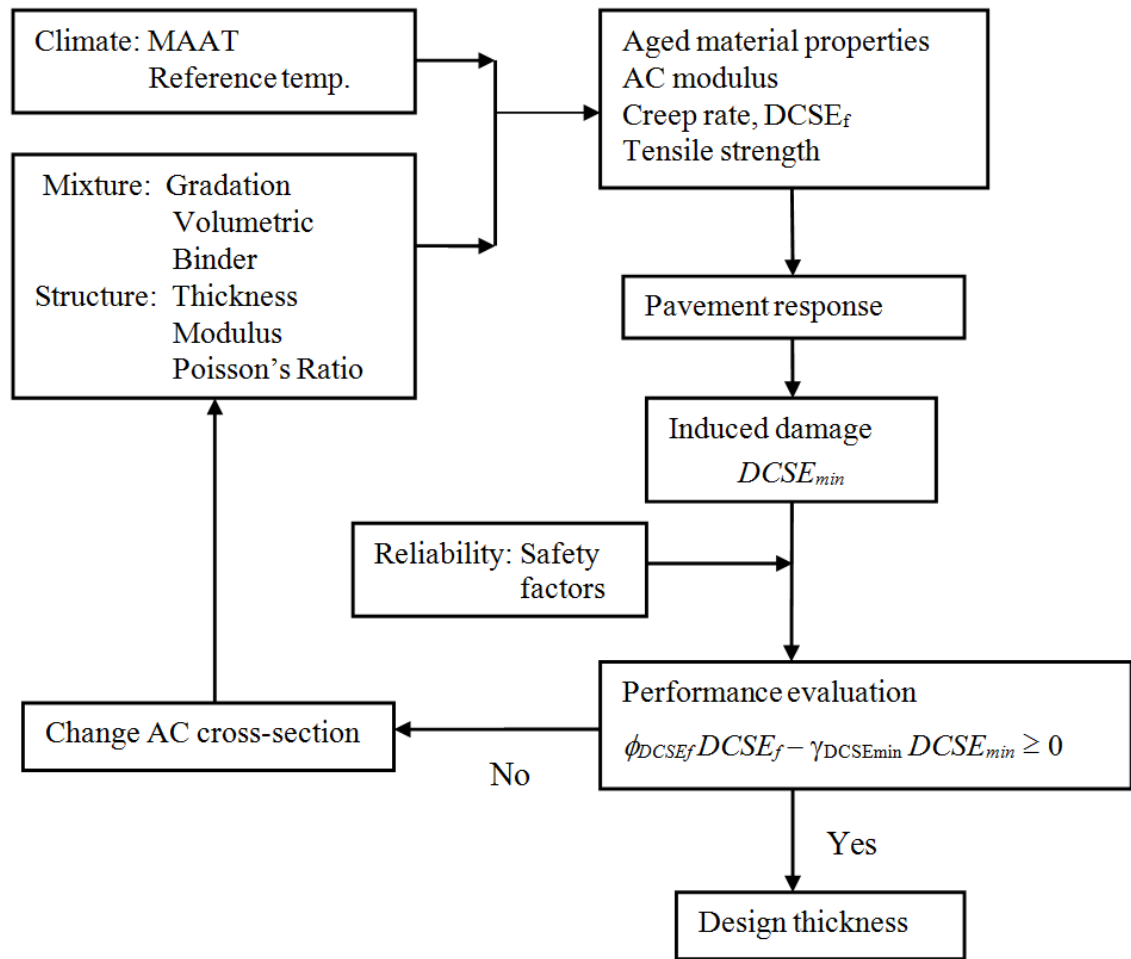 Climate: MAAT
Reference temp.
Mixture: Gradation
Volumetric
Binder
Structure: Thickness
Modulus
Poisson’s Ratio
Aged material properties
AC modulus
Creep rate, DCSEf
Tensile strength
Pavement response
Induced damage
DCSEmin
Reliability: Safety
factors
Performance evaluation
ϕDCSEf DCSEf – γDCSEmin DCSEmin ≥ 0
Change AC cross-section
No
Yes
Design thickness